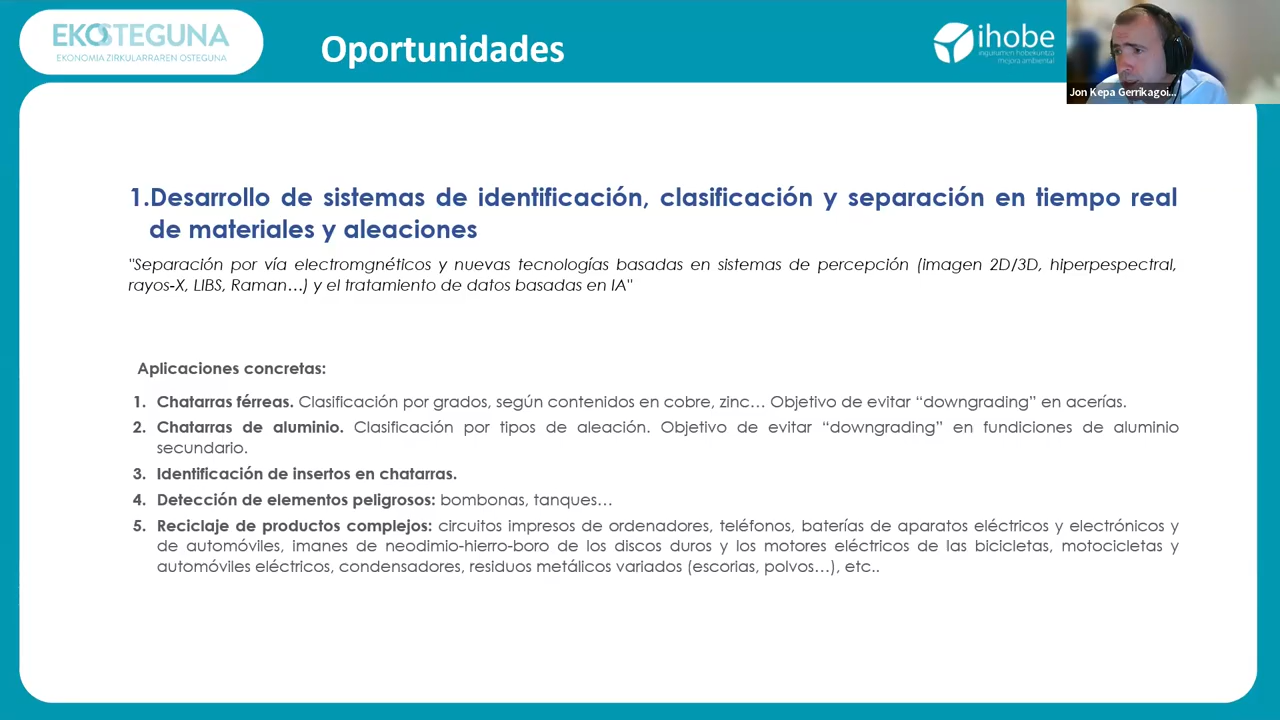 EKOSTEGUNA
EKONOMIA ZIRKULARRAREN OSTEGUNA
Oportunidades
ihobe
ingurumen hobekuntza
mejora ambiental
Jon Kepa Gerrikagoi...
1.Desarrollo de sistemas de identificación, clasificación y separación en tiempo real
de materiales y aleaciones
"Separación por vía electromgnéticos y nuevas tecnologías basadas en sistemas de percepción (imagen 2D/3D, hiperpespectral,
rayos-X, LIBS, Raman…) y el tratamiento de datos basadas en IA"
Aplicaciones concretas:
1. Chatarras férreas. Clasificación por grados, según contenidos en cobre, zinc… Objetivo de evitar “downgrading” en acerías.
2. Chatarras de aluminio. Clasificación por tipos de aleación. Objetivo de evitar “downgrading” en fundiciones de aluminio
secundario.
3. Identificación de insertos en chatarras.
4. Detección de elementos peligrosos: bombonas, tanques…
5. Reciclaje de productos complejos: circuitos impresos de ordenadores, teléfonos, baterías de aparatos eléctricos y electrónicos y
de automóviles, imanes de neodimio-hierro-boro de los discos duros y los motores eléctricos de las bicicletas, motocicletas y
automóviles eléctricos, condensadores, residuos metálicos variados (escorias, polvos…), etc..